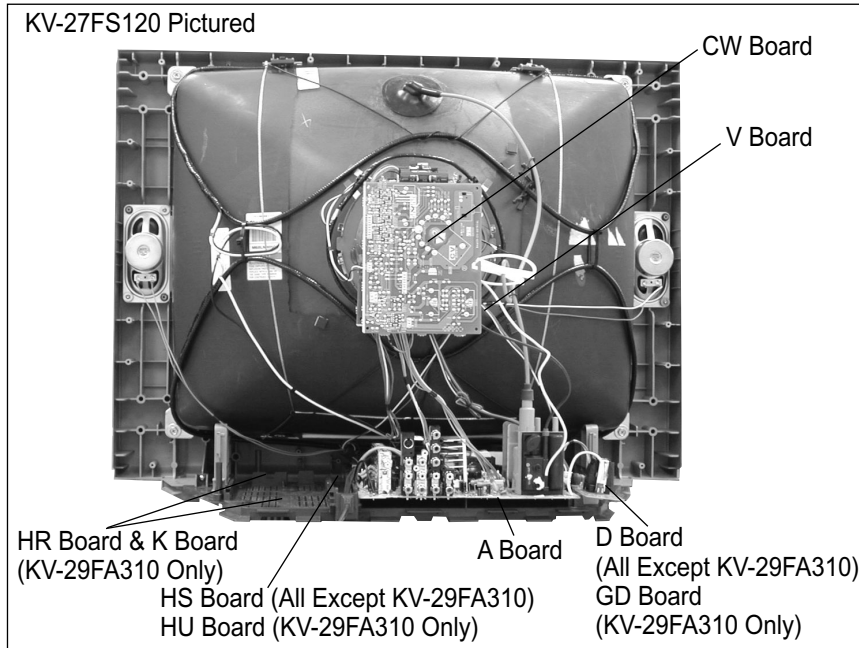 KV-27FS120 Pictured
CW Board
V Board
HR Board & K Board
(KV-29FA310 Only)
HS Board (All Except KV-29FA310)
HU Board (KV-29FA310 Only)
A Board
D Board
(All Except KV-29FA310)
GD Board
(KV-29FA310 Only)